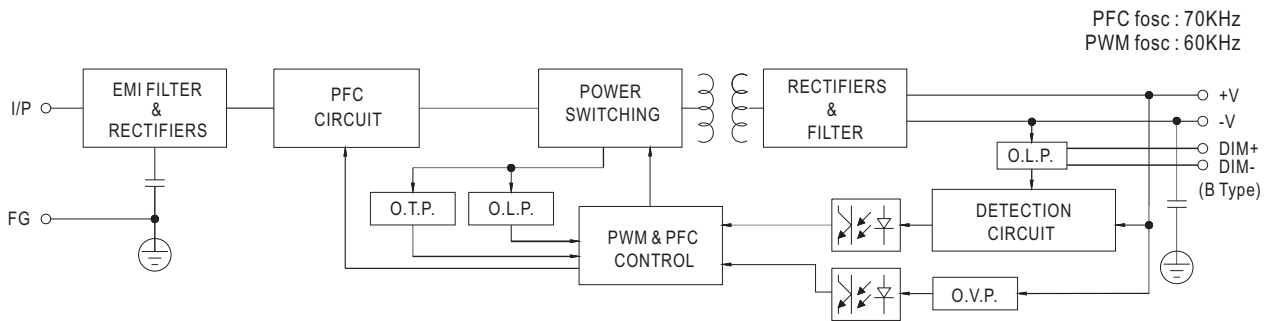 PFC fosc : 70KHz
PWM fosc : 60KHz
I/P
EMI FILTER
&
RECTIFIERS
PFC
CIRCUIT
POWER
SWITCHING
RECTIFIERS
&
FILTER
+V
-V
DIM+
DIM-
(B Type)
O.L.P.
FG
O.T.P.
O.L.P.
PWM & PFC
CONTROL
DETECTION
CIRCUIT
O.V.P.